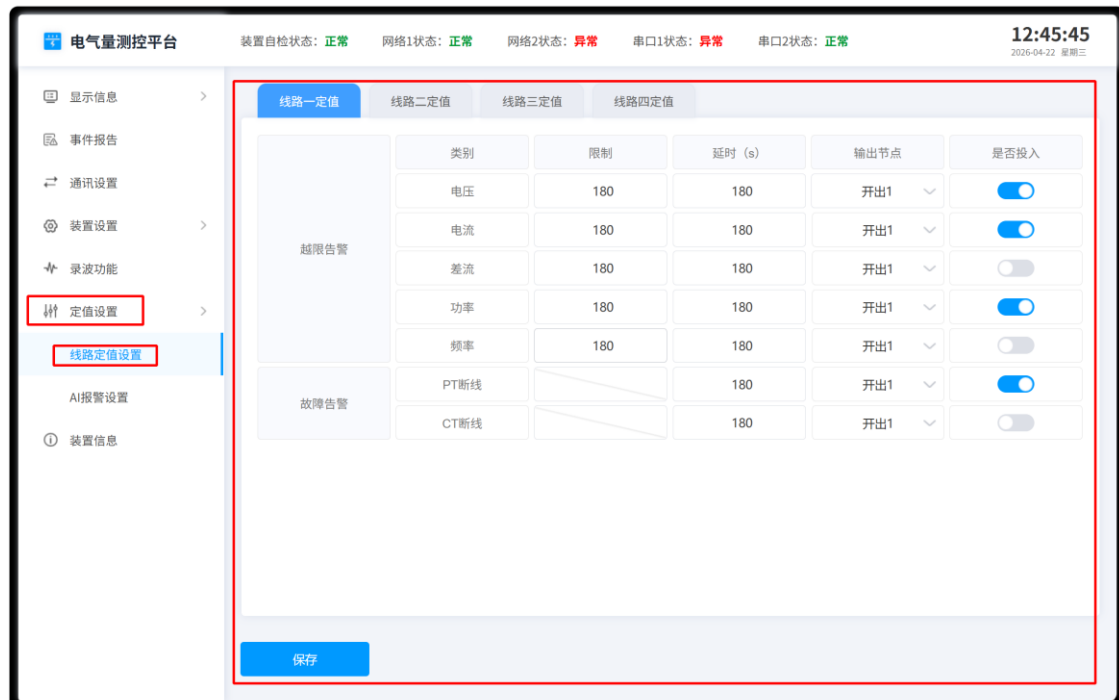 电气量测控平台 装置自检状态：正常 网络1状态：正常 网络2状态：异常 串口1状态：异常 串口2状态：正常 12:45:45
2026-04-22 星期三
显示信息
事件报告
通讯设置
装置设置
录波功能
定值设置
线路定值设置
AI报警设置
装置信息
线路一定值 线路二定值 线路三定值 线路四定值
类别 限制 延时（s） 输出节点 是否投入
越限告警
电压 180 180 开出1
电流 180 180 开出1
差流 180 180 开出1
功率 180 180 开出1
频率 180 180 开出1
故障告警
PT断线 180 开出1
CT断线 180 开出1
保存